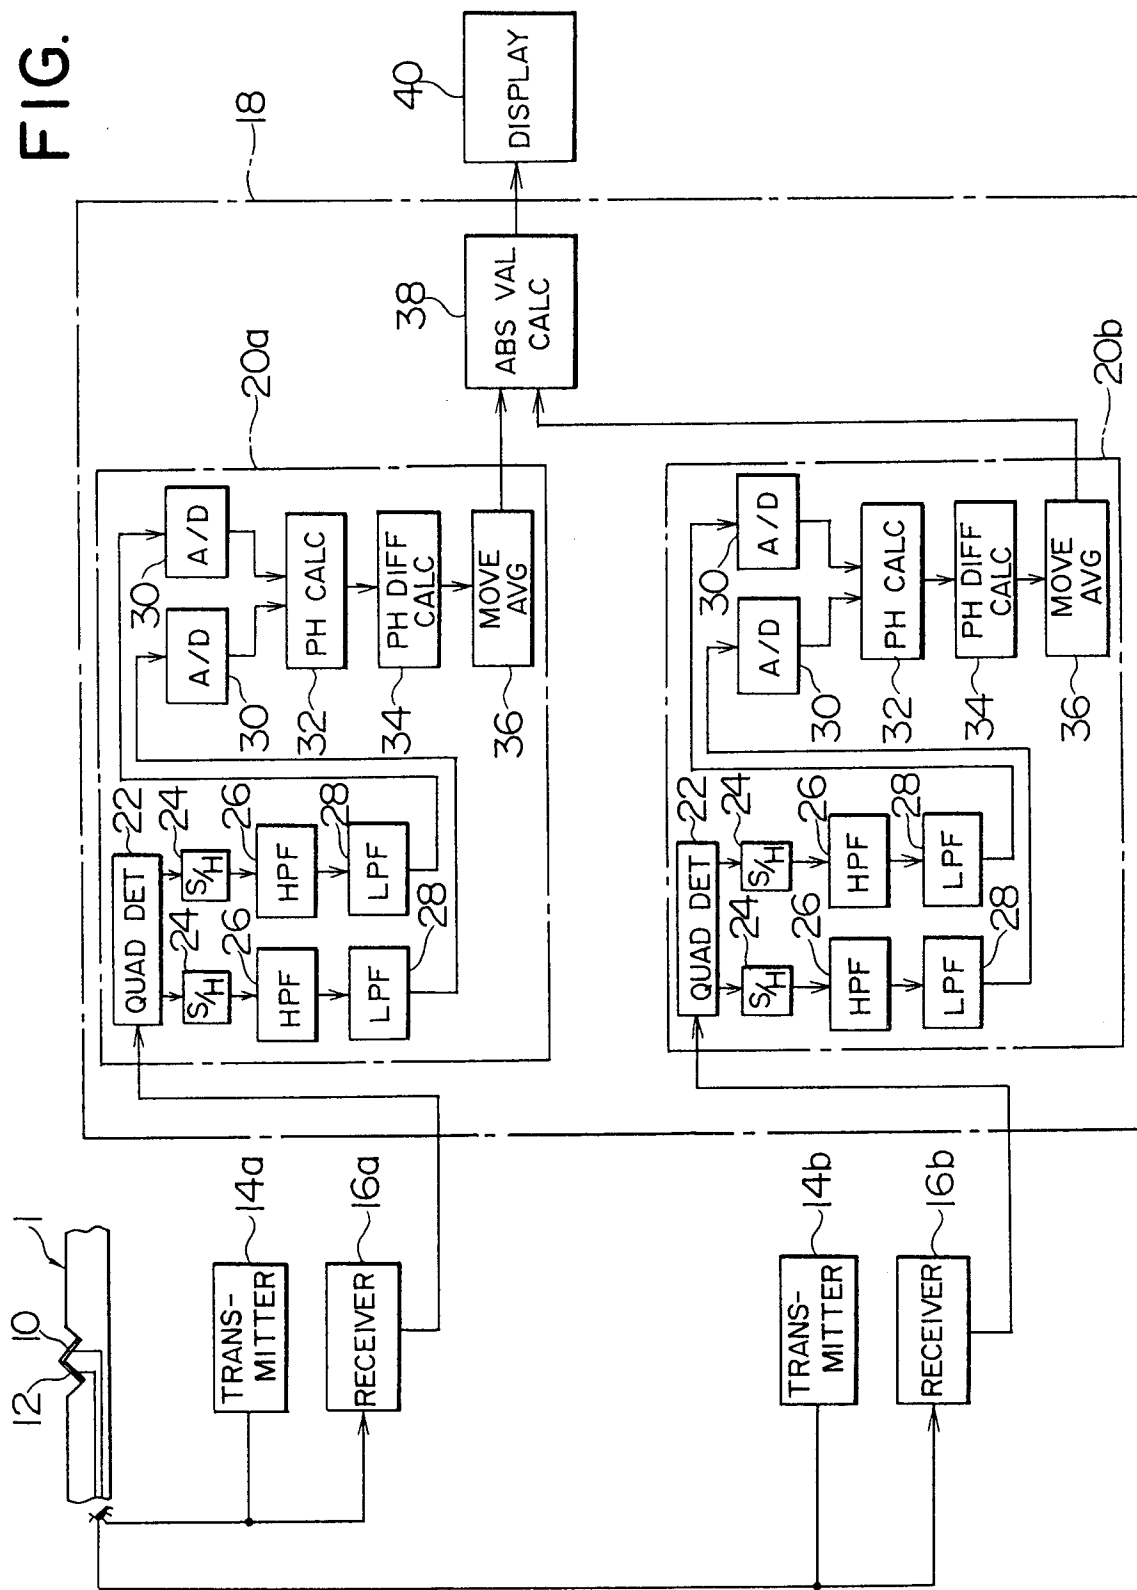 FIG.
1
10
12
14a
TRANS-
MITTER
16a
RECEIVER
14b
TRANS-
MITTER
16b
RECEIVER
18
20a
22
QUAD DET
24
S/H
24
S/H
26
HPF
26
HPF
28
LPF
28
LPF
30
A/D
30
A/D
32
PH CALC
34
PH DIFF
CALC
36
MOVE
AVG
38
ABS VAL
CALC
40
DISPLAY
20b
22
QUAD DET
24
S/H
24
S/H
26
HPF
26
HPF
28
LPF
28
LPF
30
A/D
30
A/D
32
PH CALC
34
PH DIFF
CALC
36
MOVE
AVG